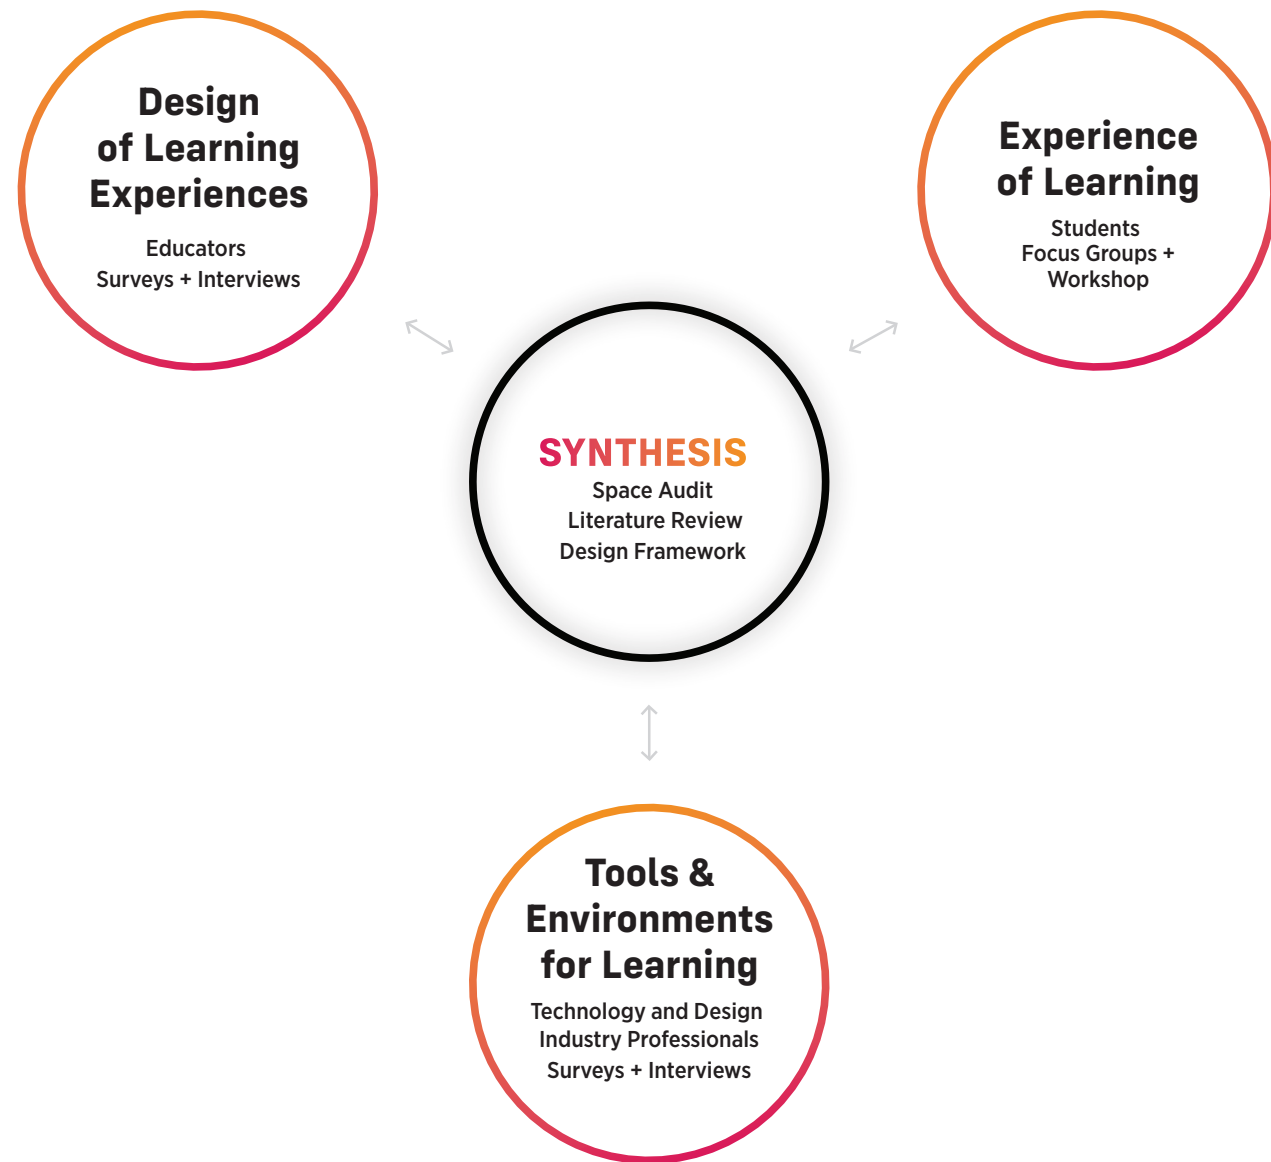 Design
of Learning
Experiences
Educators
Surveys + Interviews
Experience
of Learning
Students
Focus Groups +
Workshop
SYNTHESIS
Space Audit
Literature Review
Design Framework
Tools &
Environments
for Learning
Technology and Design
Industry Professionals
Surveys + Interviews